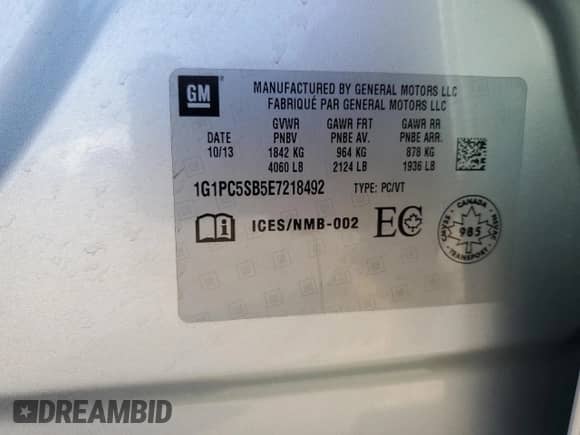 GM
MANUFACTURED BY GENERAL MOTORS LLC
FABRIQUÉ PAR GENERAL MOTORS LLC
GVWR GAWR FRT GAWR RR
DATE PNBV PNBE AV. PNBE ARR.
10/13 1842 KG 964 KG 878 KG
4060 LB 2124 LB 1936 LB
1G1PC5SB5E7218492 TYPE: PC/VT
ICES/NMB-002 EC
CANADA
985
TRANSPORT
DREAMBID